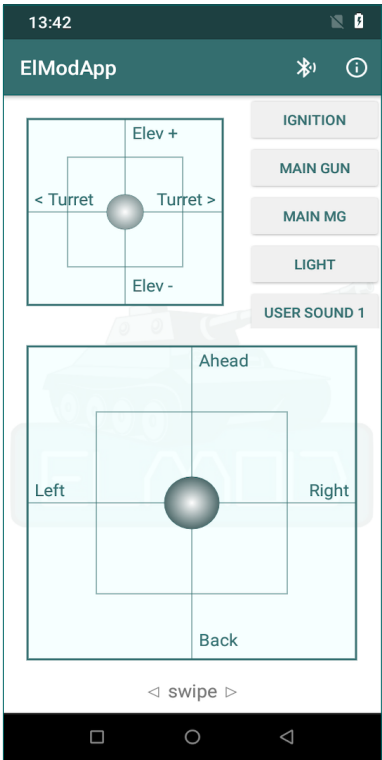 13:42
ElModApp
Elev +
< Turret
Turret >
Elev -
IGNITION
MAIN GUN
MAIN MG
LIGHT
USER SOUND 1
Ahead
Left
Right
Back
◁ swipe ▷